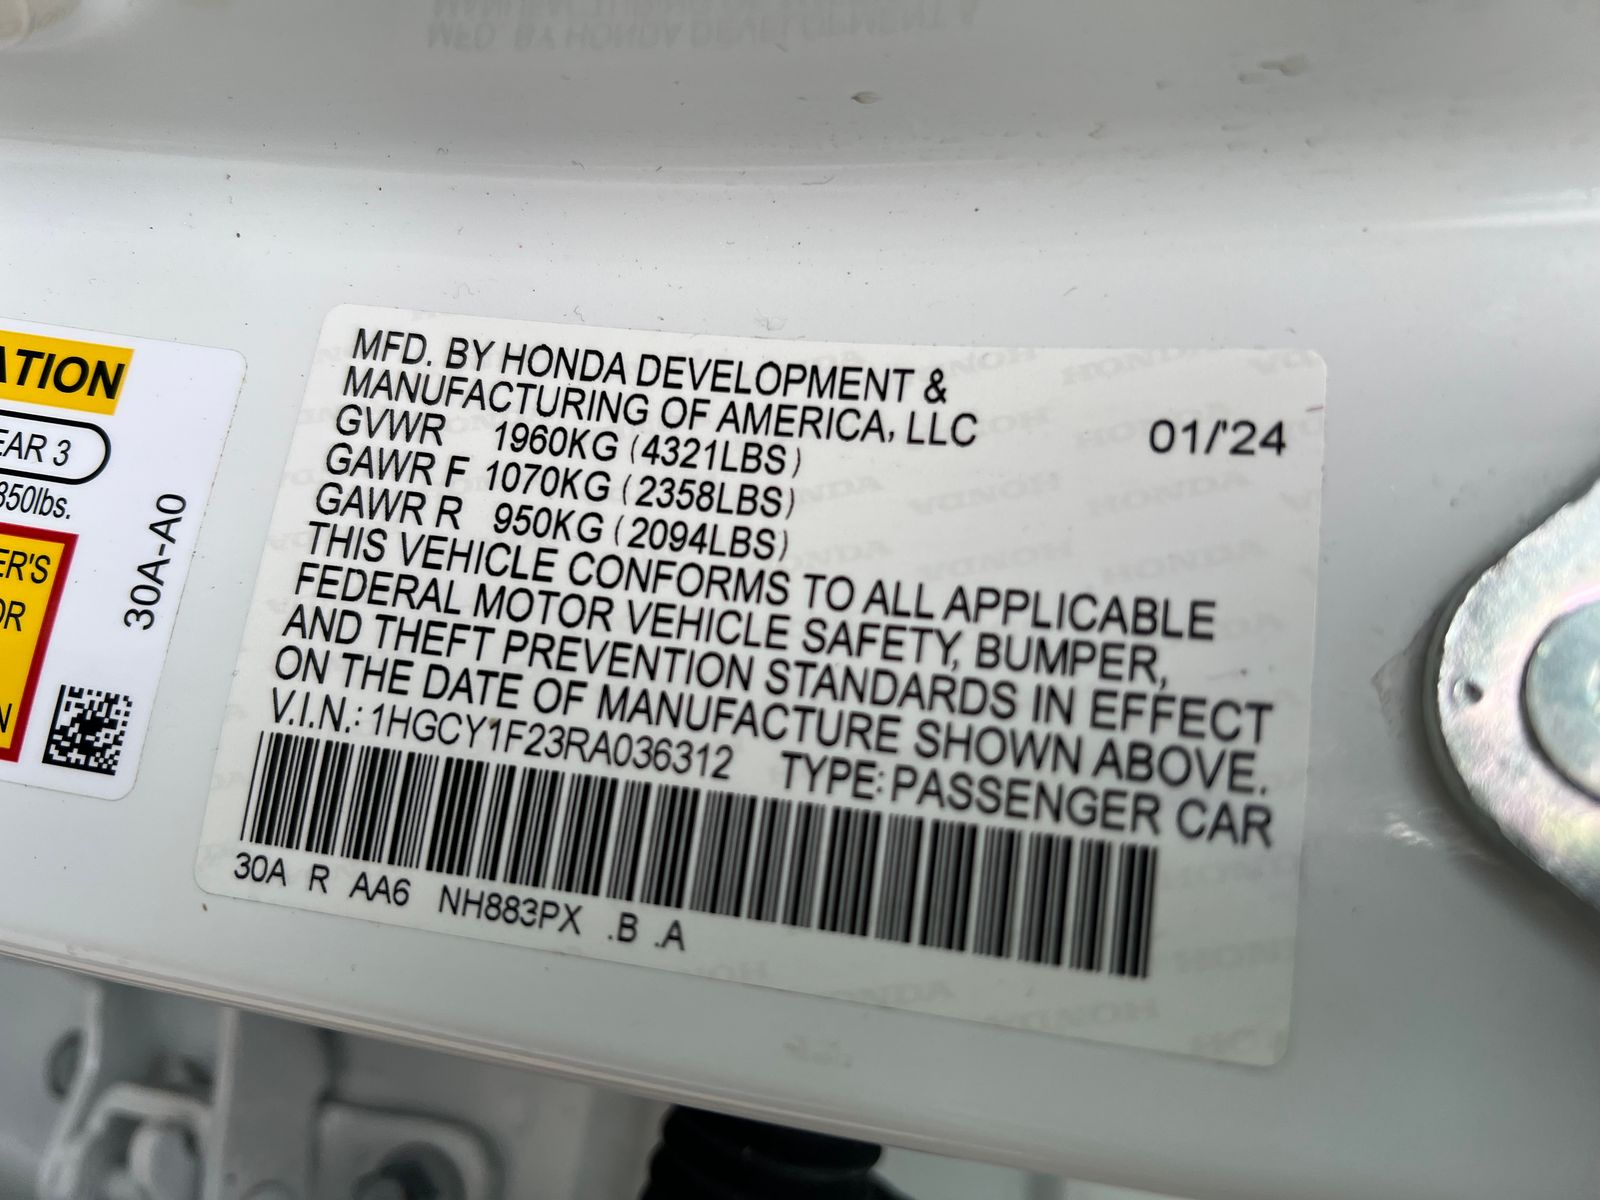 ATION
EAR 3
850lbs.
ER'S
OR
N
30A-A0
MFD. BY HONDA DEVELOPMENT &
MANUFACTURING OF AMERICA, LLC
01/'24
GVWR 1960KG (4321LBS)
GAWR F 1070KG (2358LBS)
GAWR R 950KG (2094LBS)
THIS VEHICLE CONFORMS TO ALL APPLICABLE
FEDERAL MOTOR VEHICLE SAFETY, BUMPER,
AND THEFT PREVENTION STANDARDS IN EFFECT
ON THE DATE OF MANUFACTURE SHOWN ABOVE.
V.I.N.: 1HGCY1F23RA036312 TYPE: PASSENGER CAR
30A R AA6 NH883PX .B .A